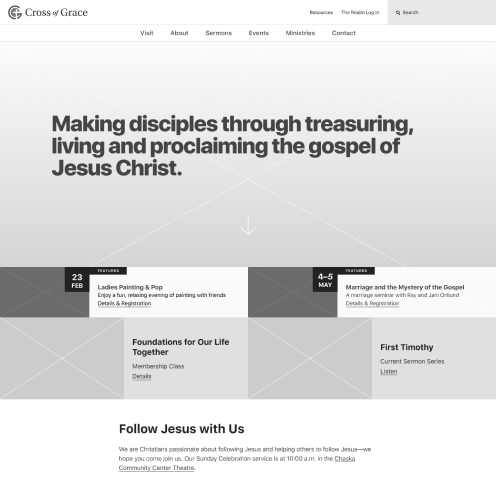 Cross of Grace
Resources The Realm Log In Search
Visit About Sermons Events Ministries Contact
Making disciples through treasuring,
living and proclaiming the gospel of
Jesus Christ.
23
FEB
FEATURED
Ladies Painting & Pop
Enjoy a fun, relaxing evening of painting with friends
Details & Registration
4–5
MAY
FEATURED
Marriage and the Mystery of the Gospel
A marriage seminar with Ray and Jani Ortlund
Details & Registration
Foundations for Our Life
Together
Membership Class
Details
First Timothy
Current Sermon Series
Listen
Follow Jesus with Us
We are Christians passionate about following Jesus and helping others to follow Jesus—we
hope you come join us. Our Sunday Celebration service is at 10:00 a.m. in the Chaska
Community Center Theatre.